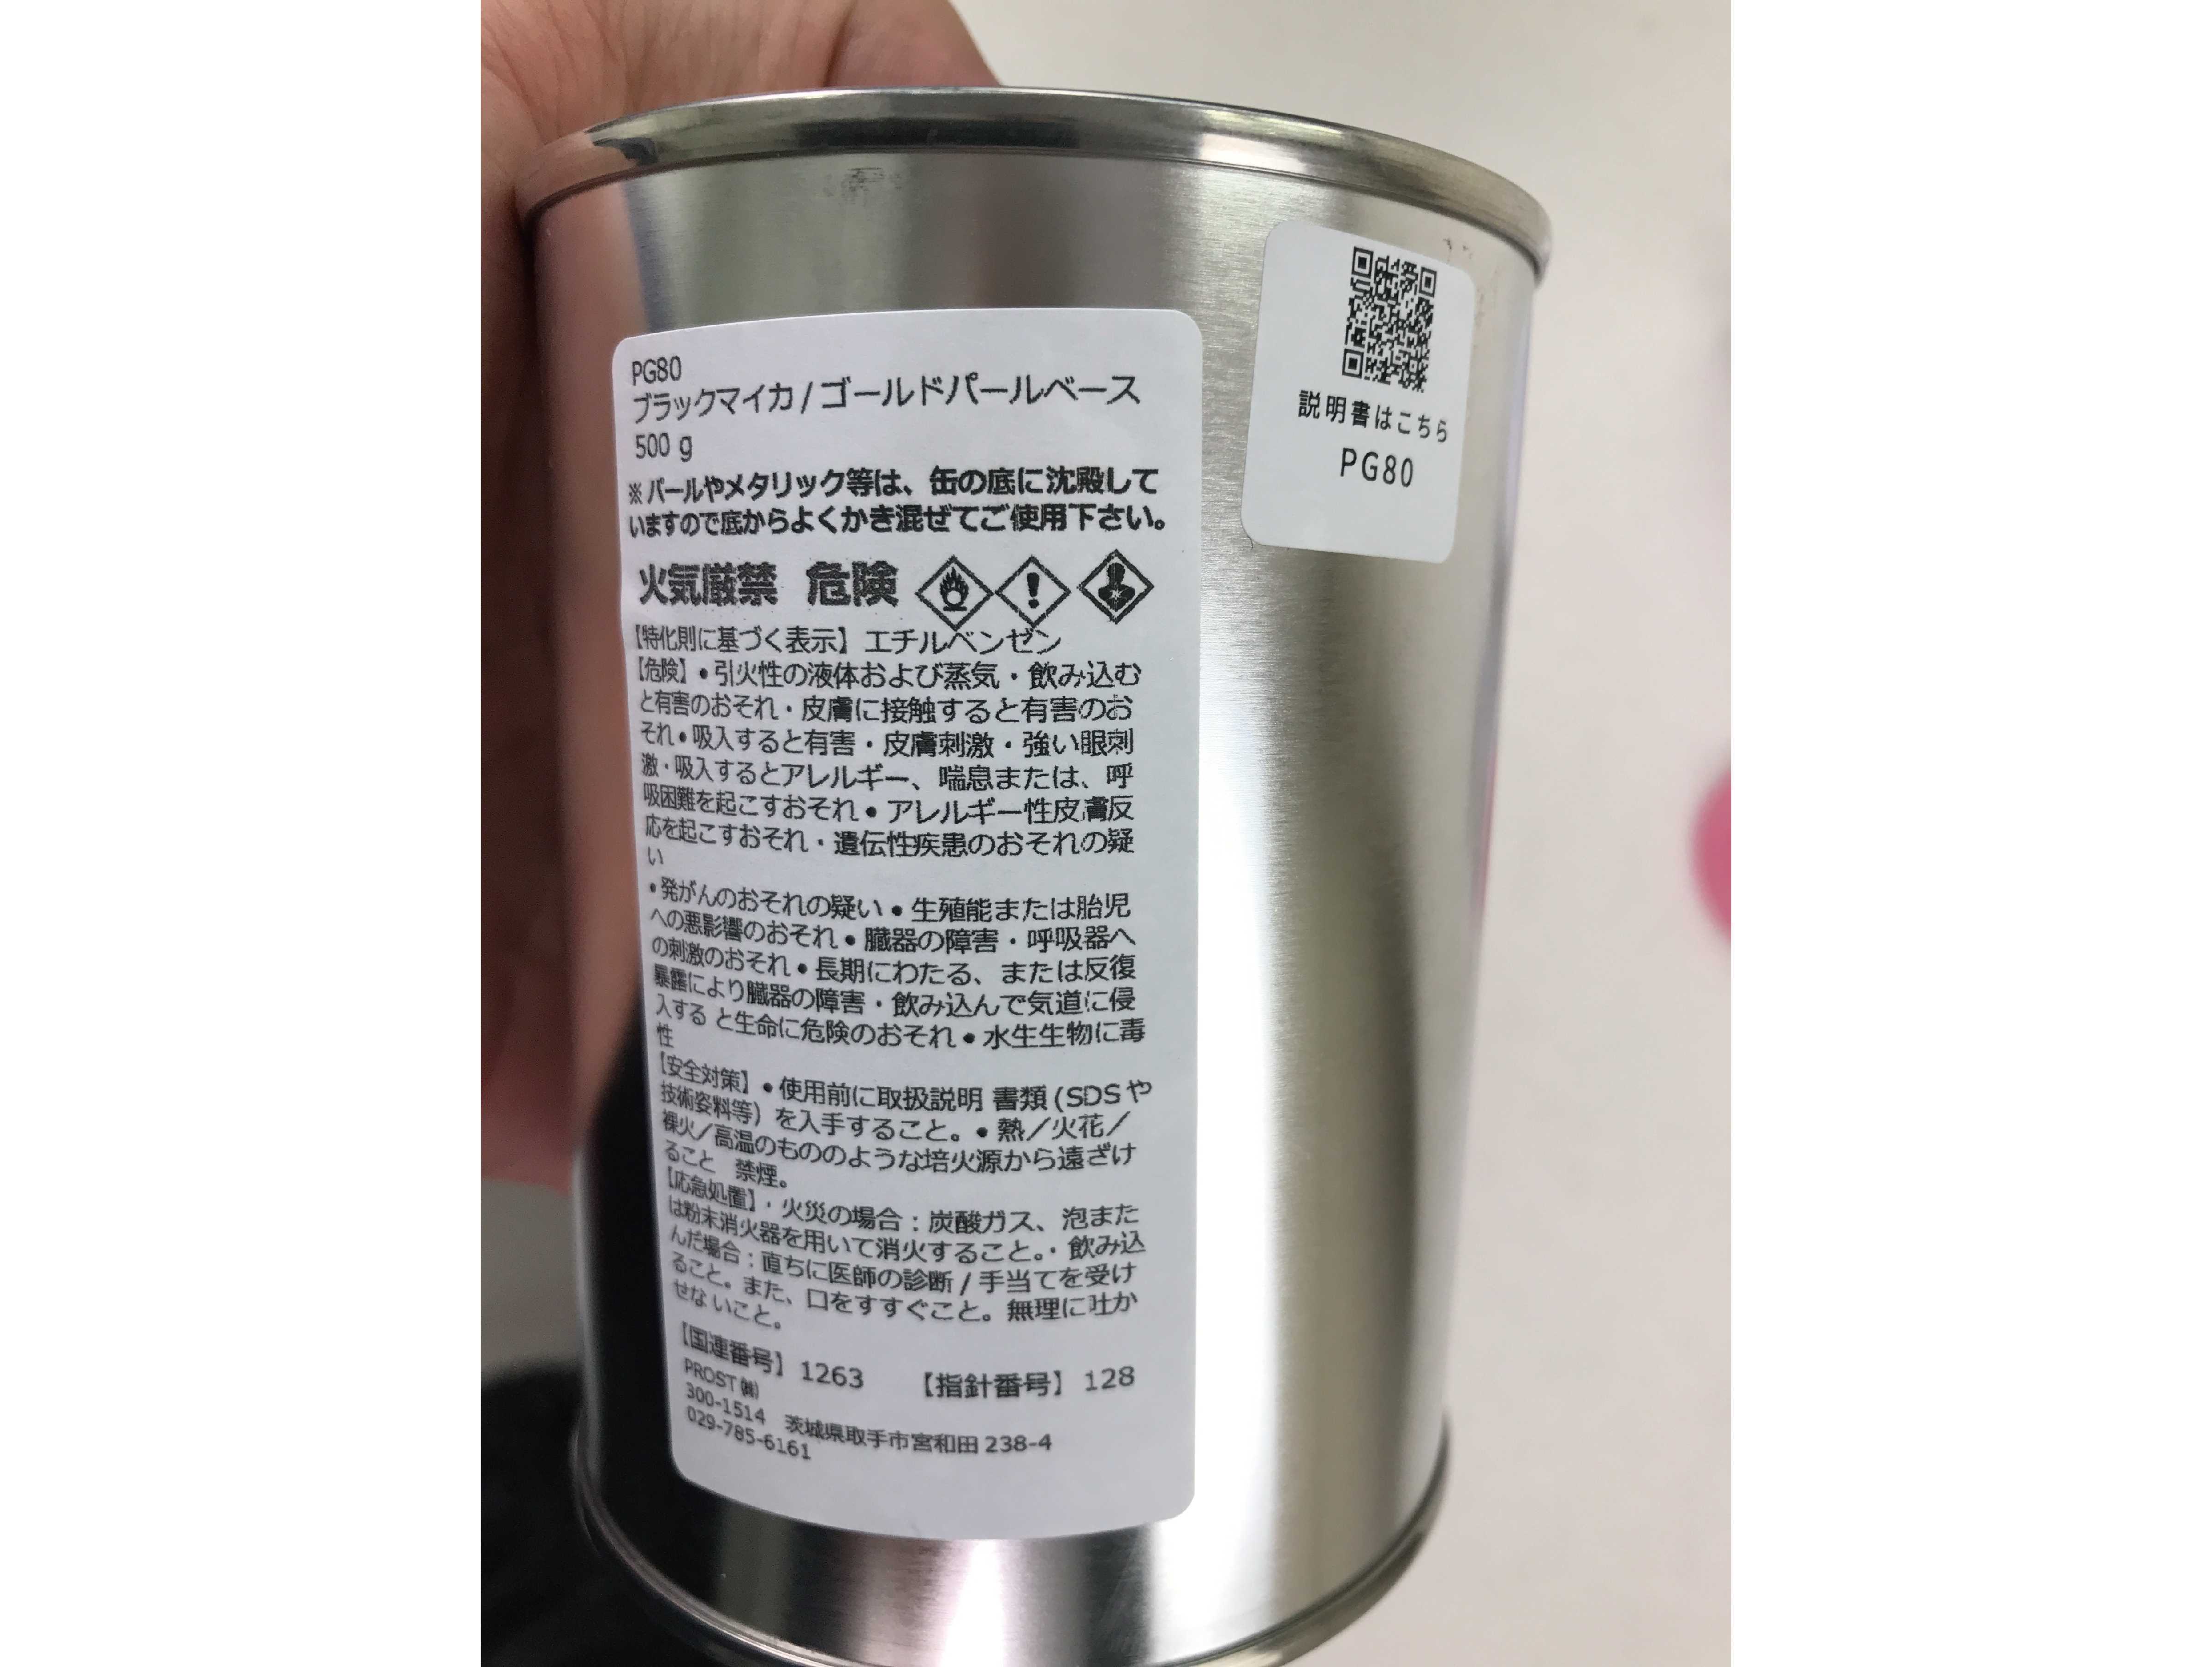 PG80
ブラックマイカ/ゴールドパールベース
500 g
※パールやメタリック等は、缶の底に沈殿して
いますので底からよくかき混ぜてご使用下さい。
火気厳禁 危険
【特化則に基づく表示】エチルベンゼン
【危険】•引火性の液体および蒸気・飲み込む
と有害のおそれ・皮膚に接触すると有害のお
それ•吸入すると有害・皮膚刺激・強い眼刺
激・吸入するとアレルギー、喘息または、呼
吸困難を起こすおそれ•アレルギー性皮膚反
応を起こすおそれ・遺伝性疾患のおそれの疑
い
•発がんのおそれの疑い•生殖能または胎児
への悪影響のおそれ•臓器の障害・呼吸器へ
の刺激のおそれ•長期にわたる、または反復
暴露により臓器の障害・飲み込んで気道に侵
入する と生命に危険のおそれ•水生生物に毒
性
【安全対策】•使用前に取扱説明 書類(SDSや
技術姿料等)を入手すること。•熱/火花/
裸火/高温のもののような培火源から遠ざけ
ること 禁煙。
【応急処置】・火災の場合:炭酸ガス、泡また
は粉末消火器を用いて消火すること。・飲み込
んだ場合:直ちに医師の診断/手当てを受け
ること。また、口をすすぐこと。無理に吐か
せな いこと。
【国連番号】1263 【指針番号】128
PROST㈱
300-1514 茨城県取手市宮和田238-4
029-785-6161
説明書はこちら
PG80